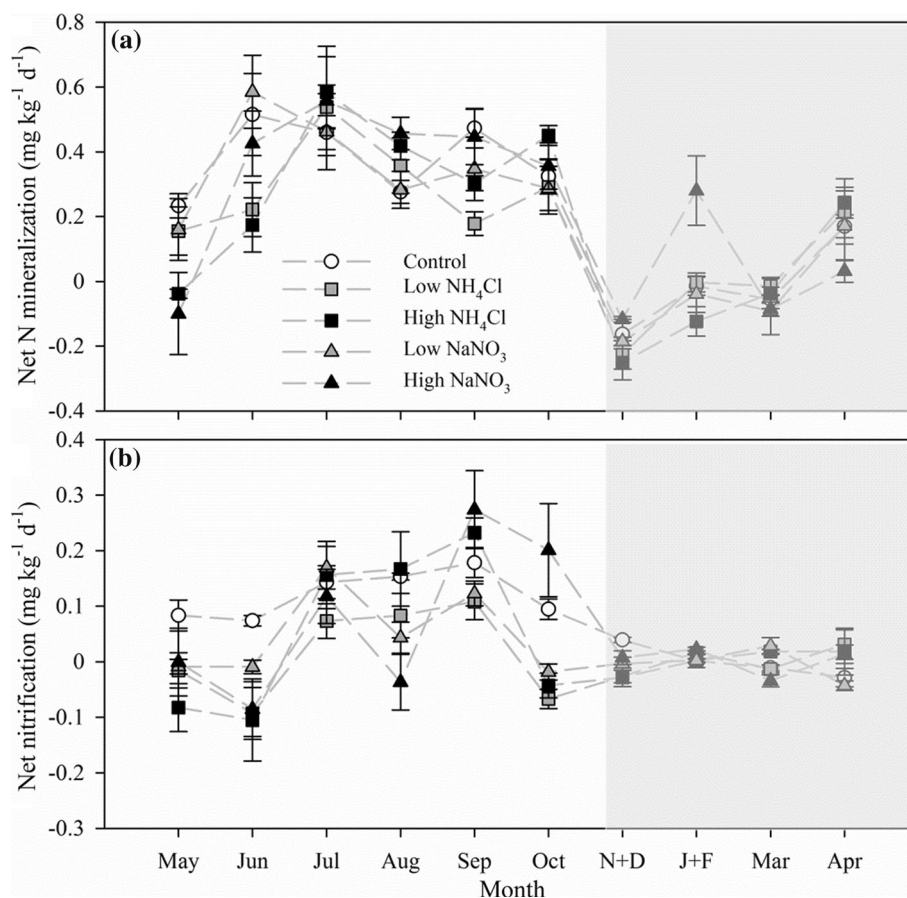 (a)
Net N mineralization (mg kg⁻¹ d⁻¹)
0.8
0.6
0.4
0.2
0
-0.2
-0.4
Control
Low NH₄Cl
High NH₄Cl
Low NaNO₃
High NaNO₃
(b)
Net nitrification (mg kg⁻¹ d⁻¹)
0.4
0.3
0.2
0.1
0
-0.1
-0.2
-0.3
May Jun Jul Aug Sep Oct N+D J+F Mar Apr
Month